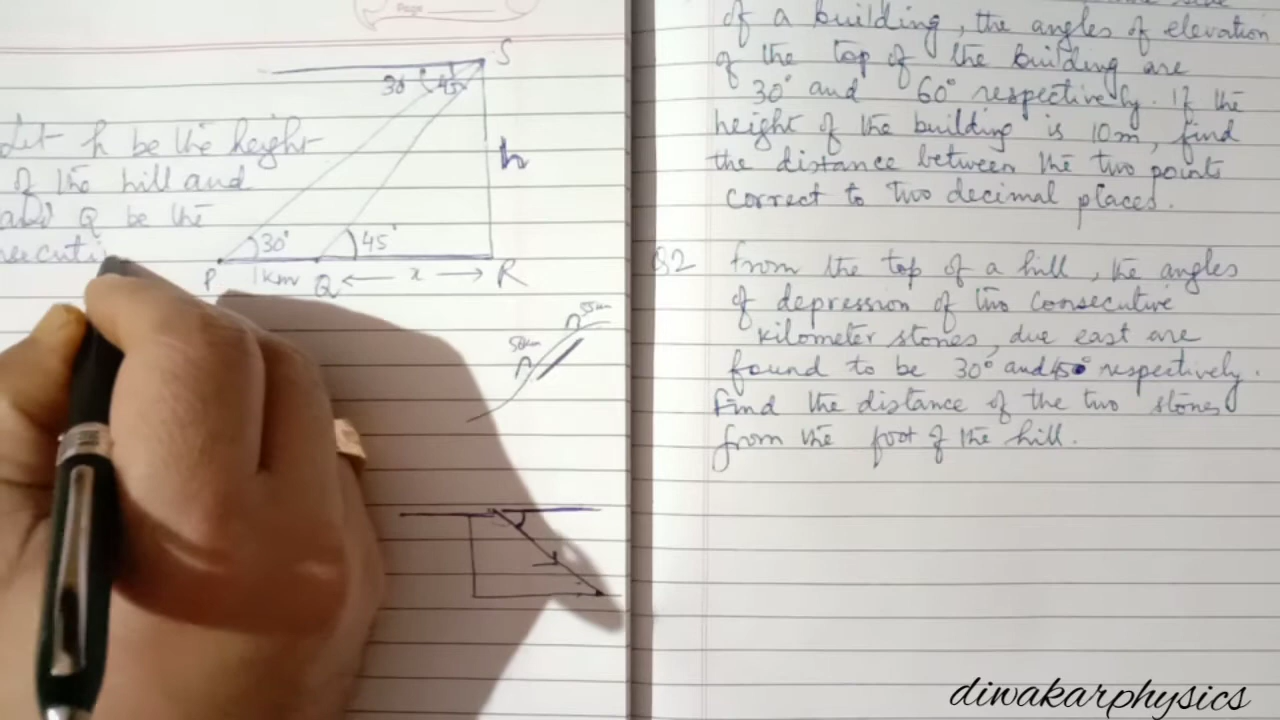 Page
S
30° 45°
Let h be the height
of the hill and
and Q be the
h
30°
45°
P 1km Q x R
55km
50km
of a building, the angles of elevation
of the top of the building are
30° and 60° respectively. If the
height of the building is 10m, find
the distance between the two points
correct to two decimal places.
Q2 from the top of a hill, the angles
of depression of two consecutive
kilometer stones, due east are
found to be 30° and 45° respectively.
Find the distance of the two stones
from the foot of the hill.
diwakarphysics